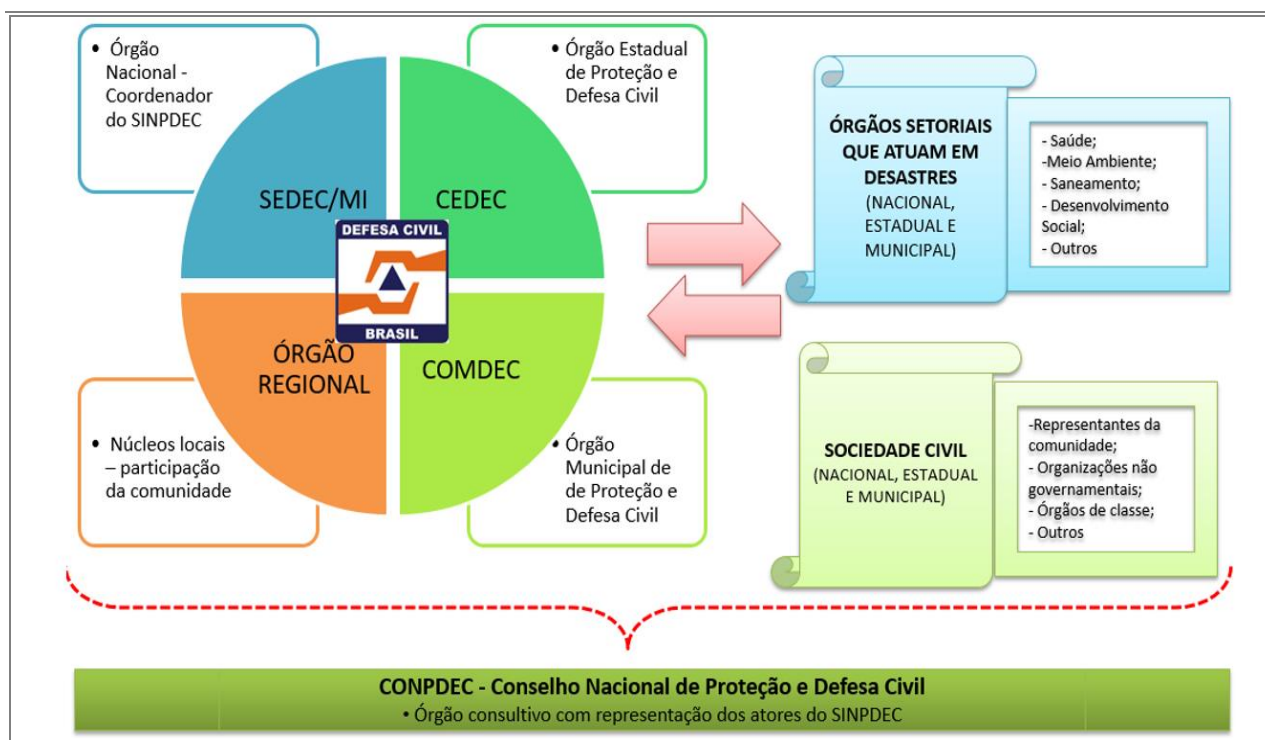 • Órgão
Nacional -
Coordenador
do SINPDEC
• Órgão Estadual
de Proteção e
Defesa Civil
SEDEC/MI
CEDEC
DEFESA CIVIL
BRASIL
ÓRGÃO
REGIONAL
COMDEC
• Núcleos locais
– participação
da comunidade
• Órgão
Municipal de
de Proteção e
Defesa Civil
ÓRGÃOS SETORIAIS
QUE ATUAM EM
DESASTRES
(NACIONAL,
ESTADUAL E
MUNICIPAL)
- Saúde;
-Meio Ambiente;
- Saneamento;
- Desenvolvimento
Social;
- Outros
SOCIEDADE CIVIL
(NACIONAL, ESTADUAL
E MUNICIPAL)
-Representantes da
comunidade;
- Organizações não
governamentais;
- Órgãos de classe;
- Outros
CONPDEC - Conselho Nacional de Proteção e Defesa Civil
• Órgão consultivo com representação dos atores do SINPDEC